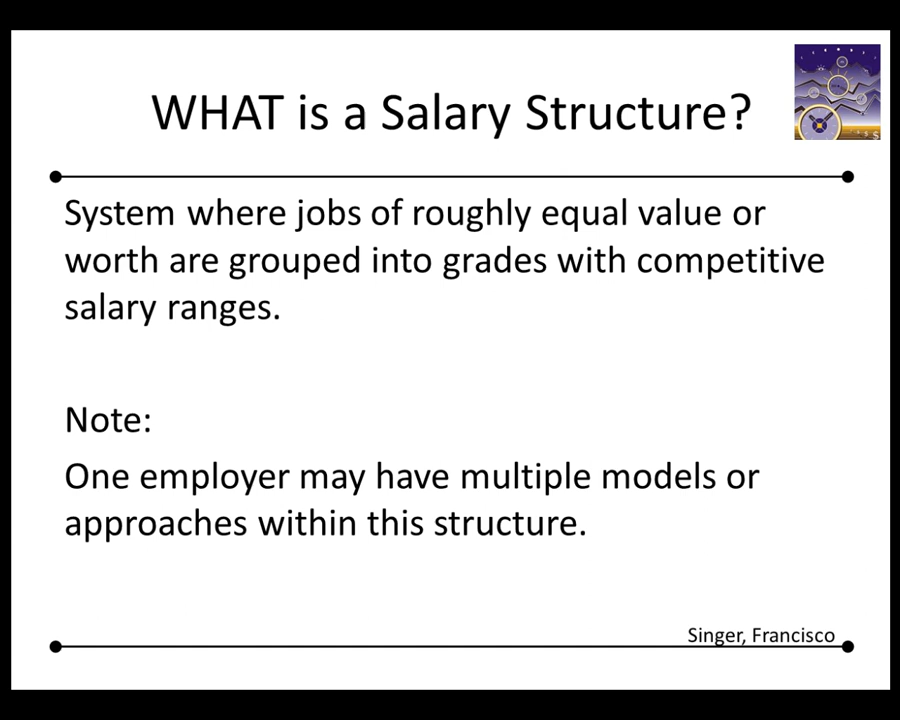 WHAT is a Salary Structure?
System where jobs of roughly equal value or
worth are grouped into grades with competitive
salary ranges.
Note:
One employer may have multiple models or
approaches within this structure.
Singer, Francisco